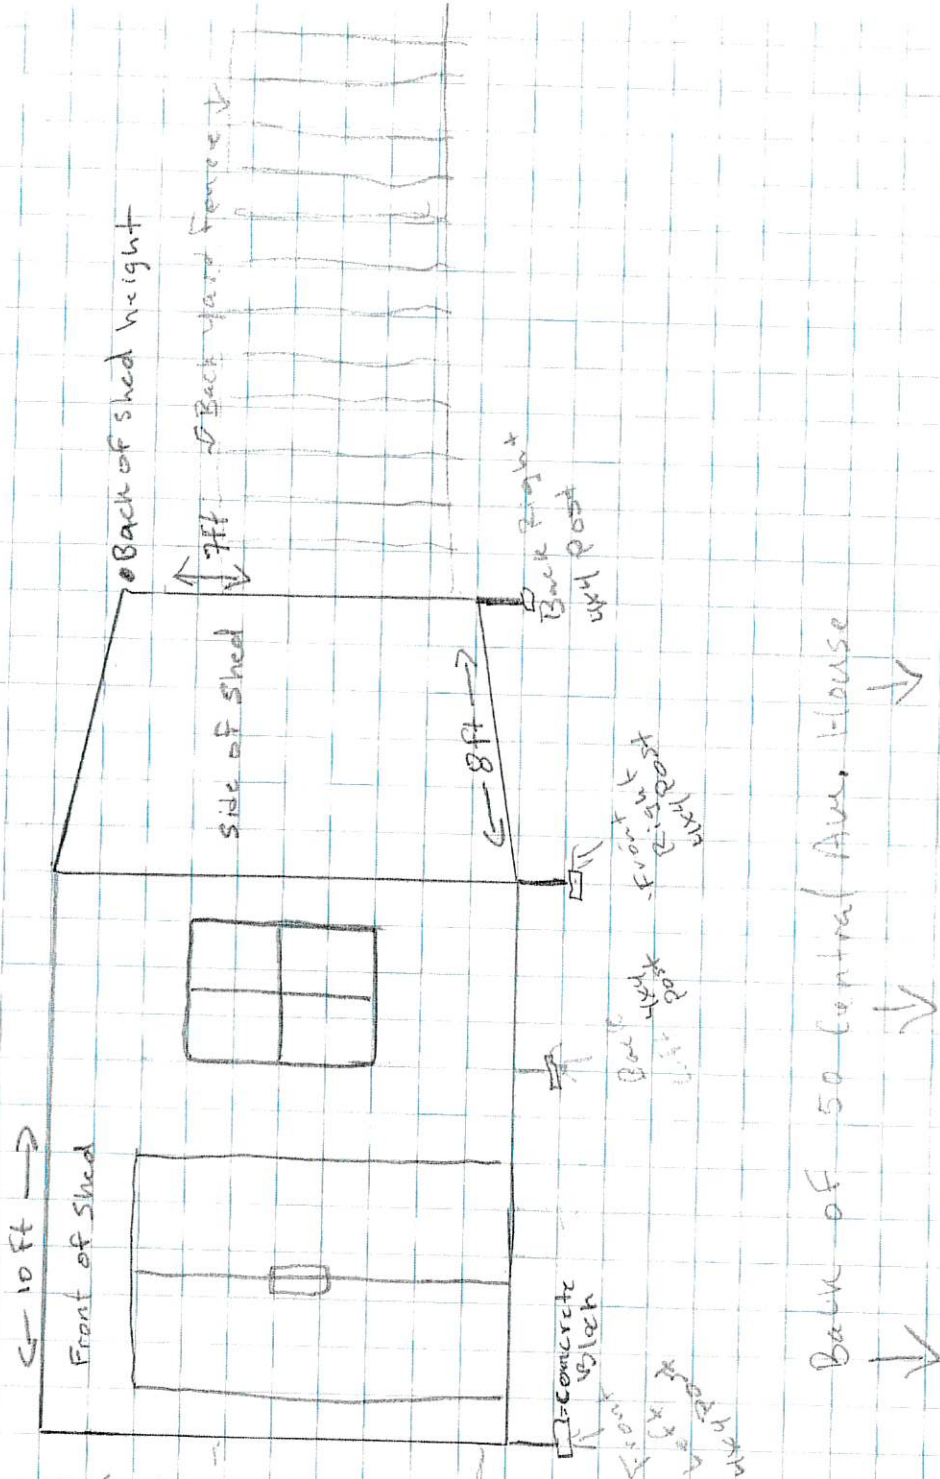 ← 10 ft →
Front of Shed
• Back of Shed height
7ft
Back yard Fence
Side of Shed
← 8ft →
= Concrete
Block
Front
4x4 post
Back
4x4
post
Front
Right
4x4 post
Back Right
4x4 post
Back of 50 Central Ave. House